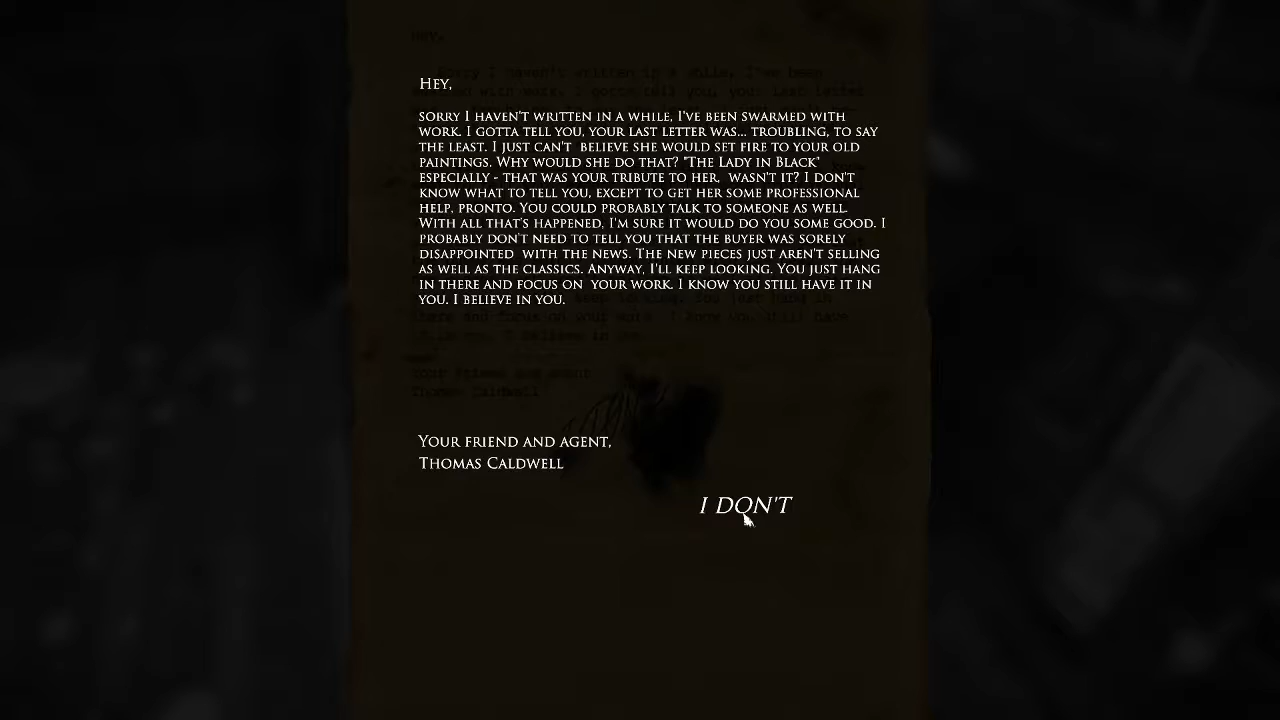 HEY,
SORRY I HAVEN'T WRITTEN IN A WHILE, I'VE BEEN SWARMED WITH
WORK. I GOTTA TELL YOU, YOUR LAST LETTER WAS... TROUBLING, TO SAY
THE LEAST. I JUST CAN'T BELIEVE SHE WOULD SET FIRE TO YOUR OLD
PAINTINGS. WHY WOULD SHE DO THAT? "THE LADY IN BLACK"
ESPECIALLY - THAT WAS YOUR TRIBUTE TO HER, WASN'T IT? I DON'T
KNOW WHAT TO TELL YOU, EXCEPT TO GET HER SOME PROFESSIONAL
HELP, PRONTO. YOU COULD PROBABLY TALK TO SOMEONE AS WELL.
WITH ALL THAT'S HAPPENED, I'M SURE IT WOULD DO YOU SOME GOOD. I
PROBABLY DON'T NEED TO TELL YOU THAT THE BUYER WAS SORELY
DISAPPOINTED WITH THE NEWS. THE NEW PIECES JUST AREN'T SELLING
AS WELL AS THE CLASSICS. ANYWAY, I'LL KEEP LOOKING. YOU JUST HANG
IN THERE AND FOCUS ON YOUR WORK. I KNOW YOU STILL HAVE IT IN
YOU. I BELIEVE IN YOU.
YOUR FRIEND AND AGENT,
THOMAS CALDWELL
I DON'T